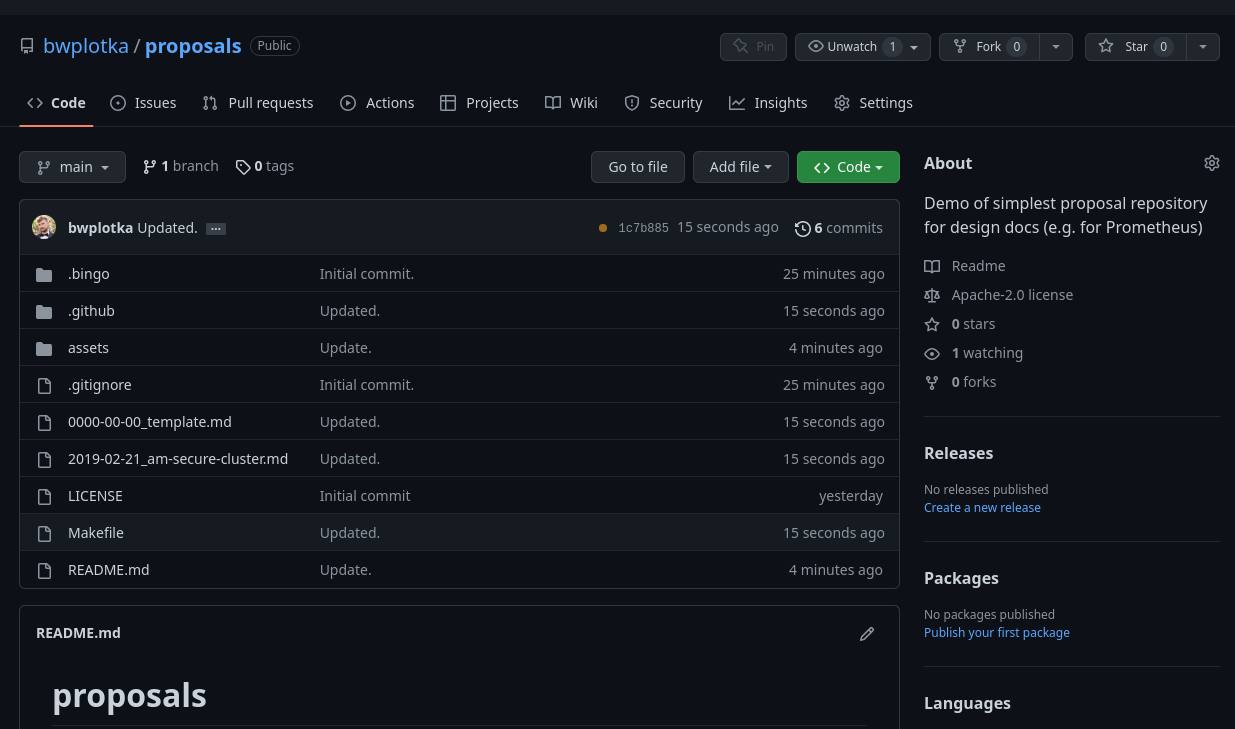 bwplotka / proposals Public Pin Unwatch 1 Fork 0 Star 0
Code Issues Pull requests Actions Projects Wiki Security Insights Settings
main 1 branch 0 tags Go to file Add file Code
bwplotka Updated. ... 1c7b885 15 seconds ago 6 commits
.bingo Initial commit. 25 minutes ago
.github Updated. 15 seconds ago
assets Update. 4 minutes ago
.gitignore Initial commit. 25 minutes ago
0000-00-00_template.md Updated. 15 seconds ago
2019-02-21_am-secure-cluster.md Updated. 15 seconds ago
LICENSE Initial commit yesterday
Makefile Updated. 15 seconds ago
README.md Update. 4 minutes ago
README.md
proposals
About
Demo of simplest proposal repository
for design docs (e.g. for Prometheus)
Readme
Apache-2.0 license
0 stars
1 watching
0 forks
Releases
No releases published
Create a new release
Packages
No packages published
Publish your first package
Languages